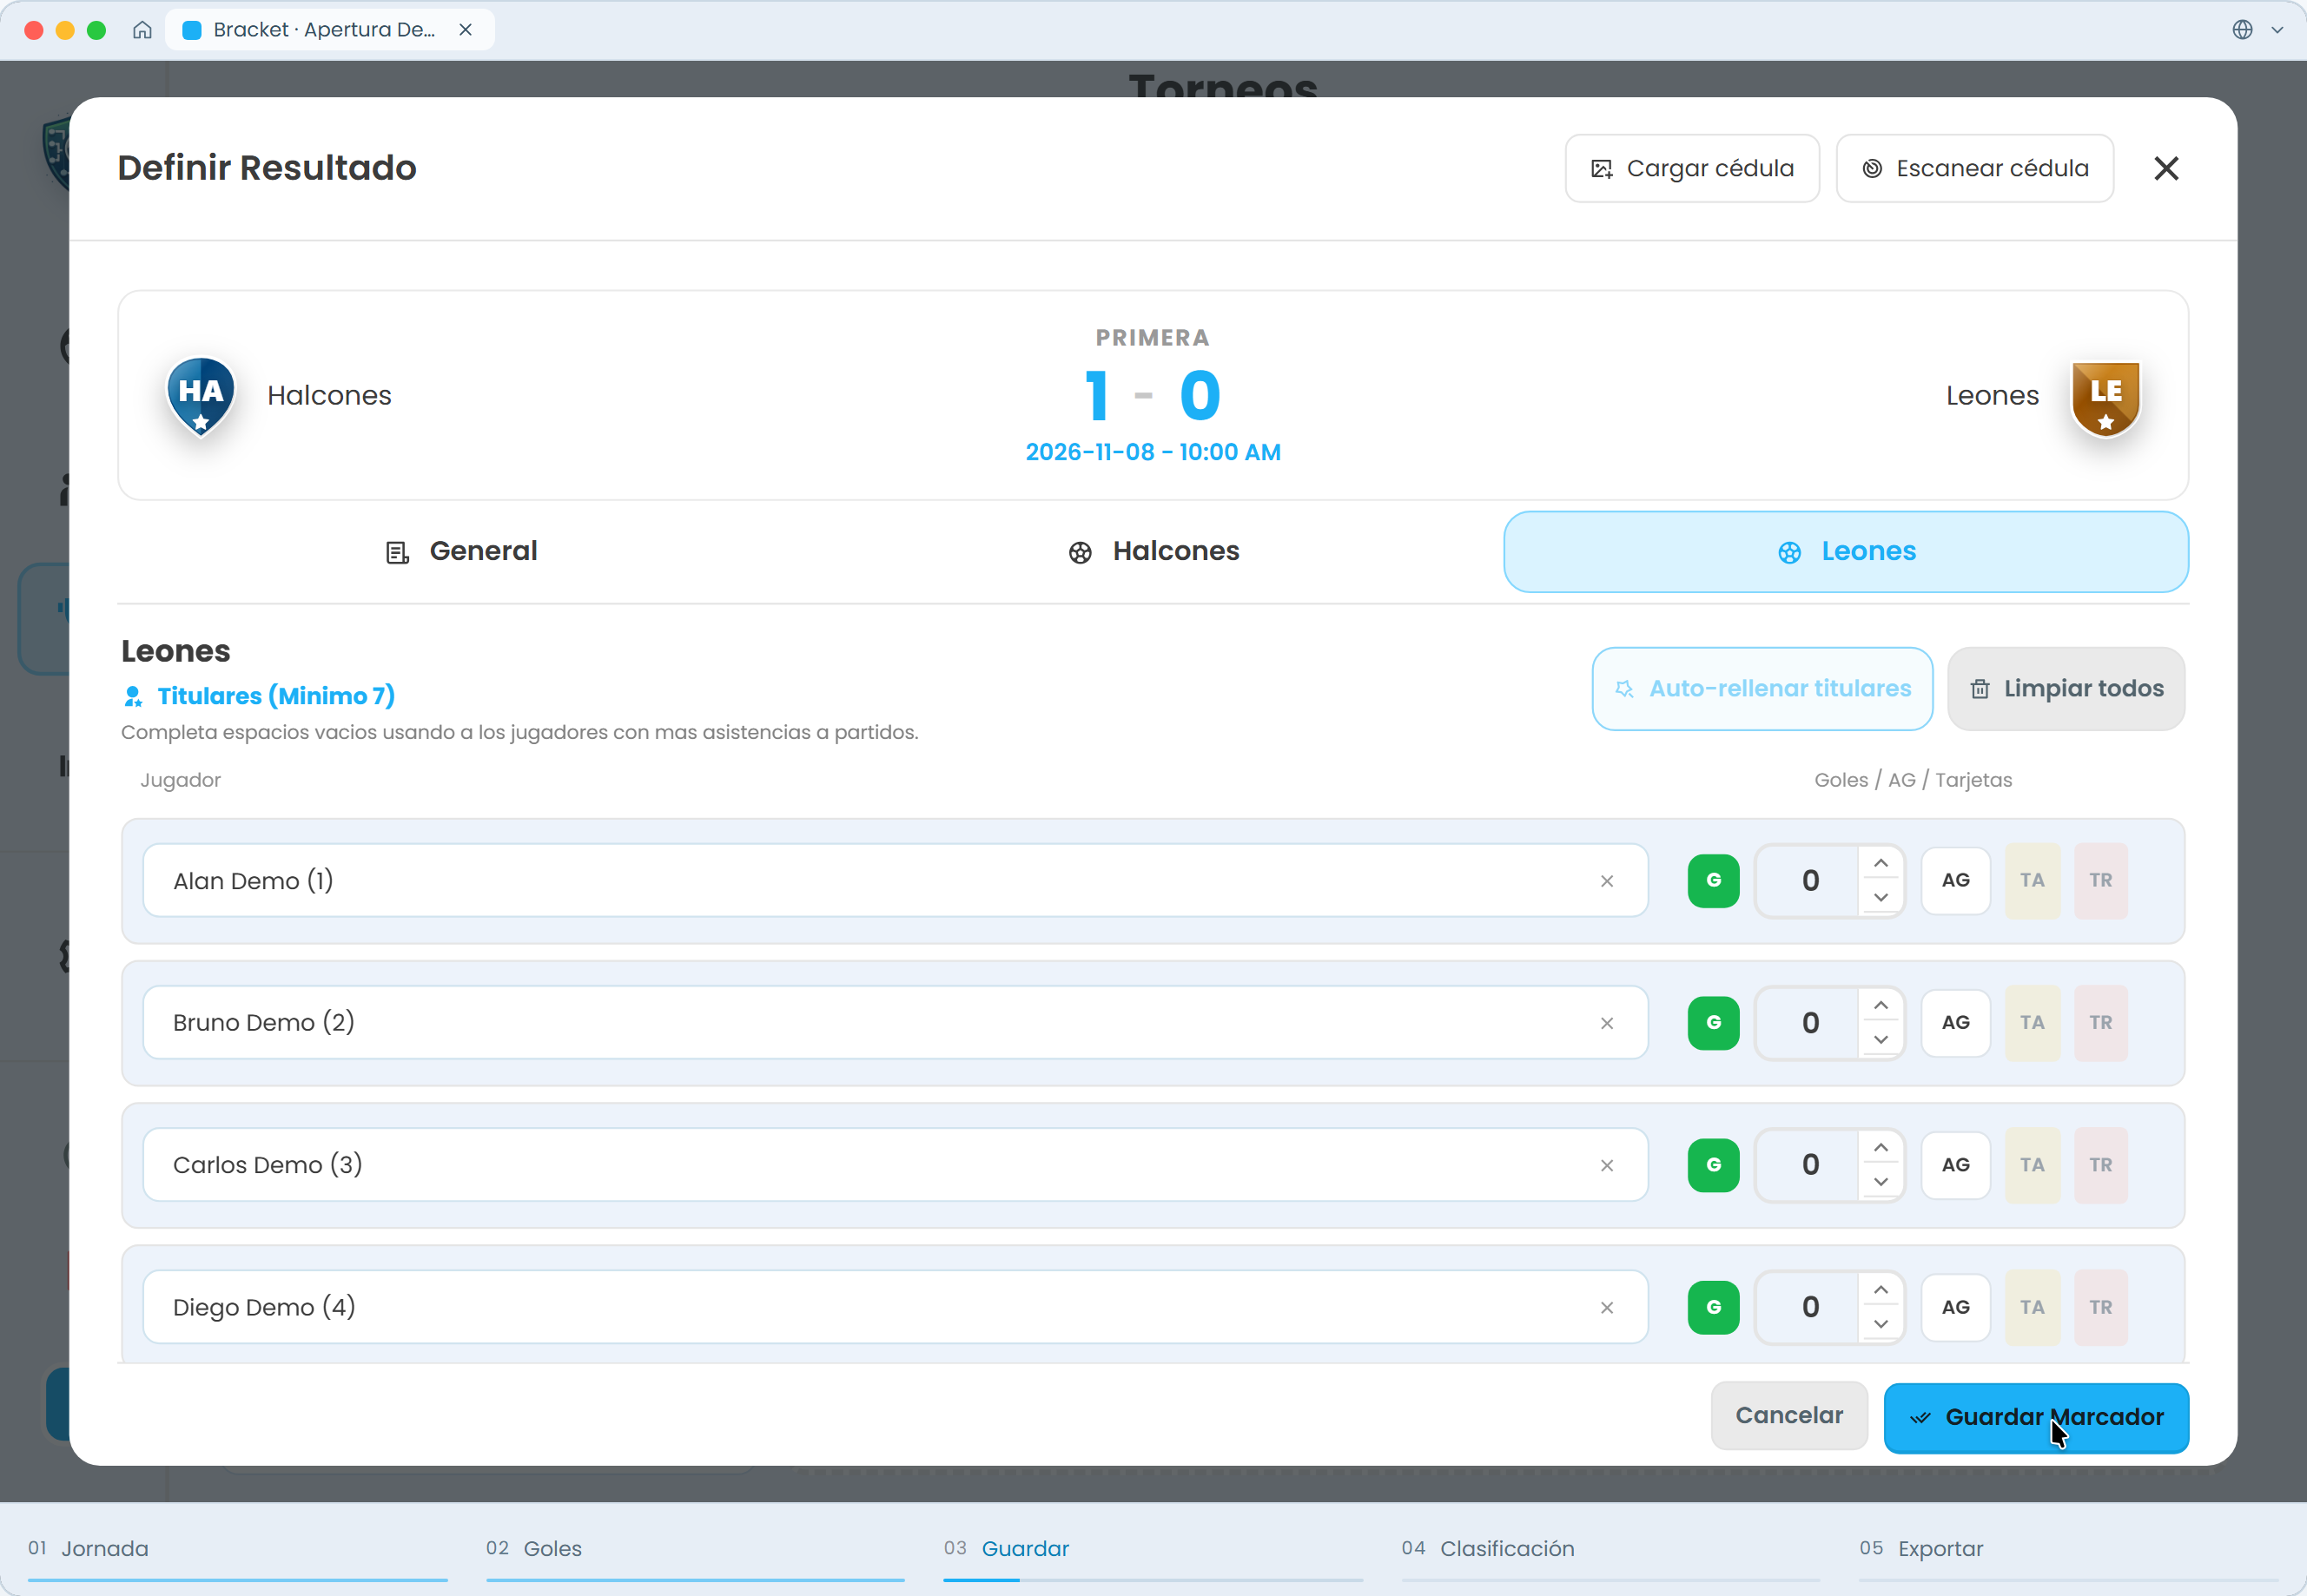 Bracket · Apertura De...
Torneos
Definir Resultado
Cargar cédula
Escanear cédula
PRIMERA
HA
Halcones
1 - 0
Leones
LE
2026-11-08 - 10:00 AM
General
Halcones
Leones
Leones
Titulares (Minimo 7)
Completa espacios vacios usando a los jugadores con mas asistencias a partidos.
Auto-rellenar titulares
Limpiar todos
Jugador
Goles / AG / Tarjetas
Alan Demo (1)
G
0
AG
TA
TR
Bruno Demo (2)
G
0
AG
TA
TR
Carlos Demo (3)
G
0
AG
TA
TR
Diego Demo (4)
G
0
AG
TA
TR
Cancelar
Guardar Marcador
01 Jornada
02 Goles
03 Guardar
04 Clasificación
05 Exportar